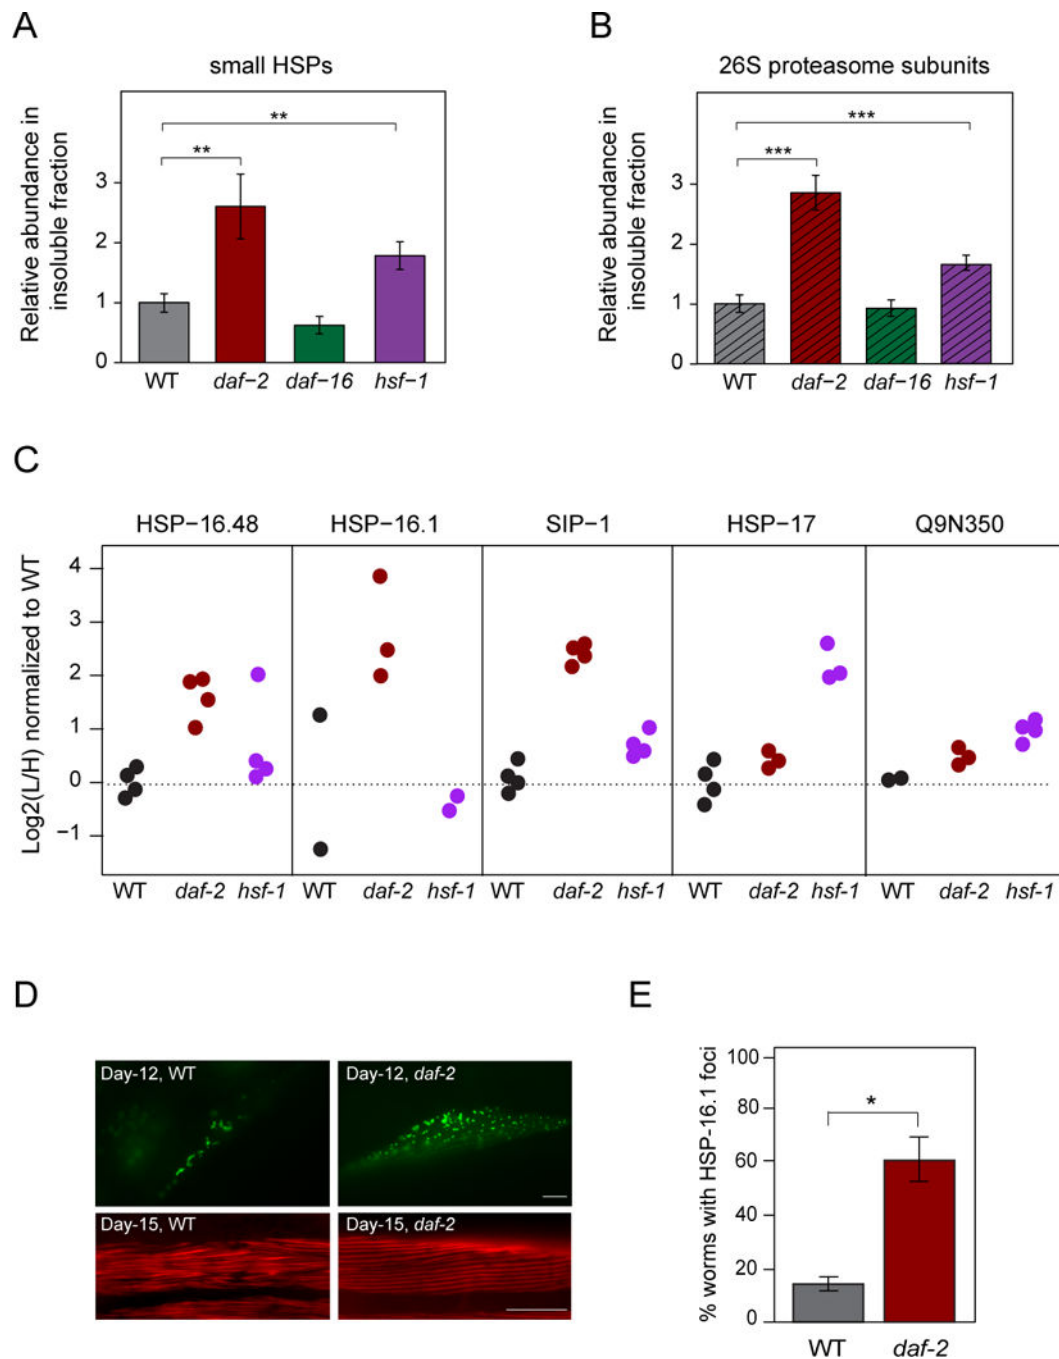 A
small HSPs
Relative abundance in
insoluble fraction
3
2
1
0
**
**
WT daf−2 daf−16 hsf−1
B
26S proteasome subunits
Relative abundance in
insoluble fraction
3
2
1
0
***
***
WT daf−2 daf−16 hsf−1
C
HSP−16.48 HSP−16.1 SIP−1 HSP−17 Q9N350
Log2(L/H) normalized to WT
4
3
2
1
0
−1
WT daf-2 hsf-1 WT daf-2 hsf-1 WT daf-2 hsf-1 WT daf-2 hsf-1 WT daf-2 hsf-1
D
Day-12, WT
Day-12, daf-2
Day-15, WT
Day-15, daf-2
E
% worms with HSP-16.1 foci
100
80
60
40
20
0
*
WT daf-2